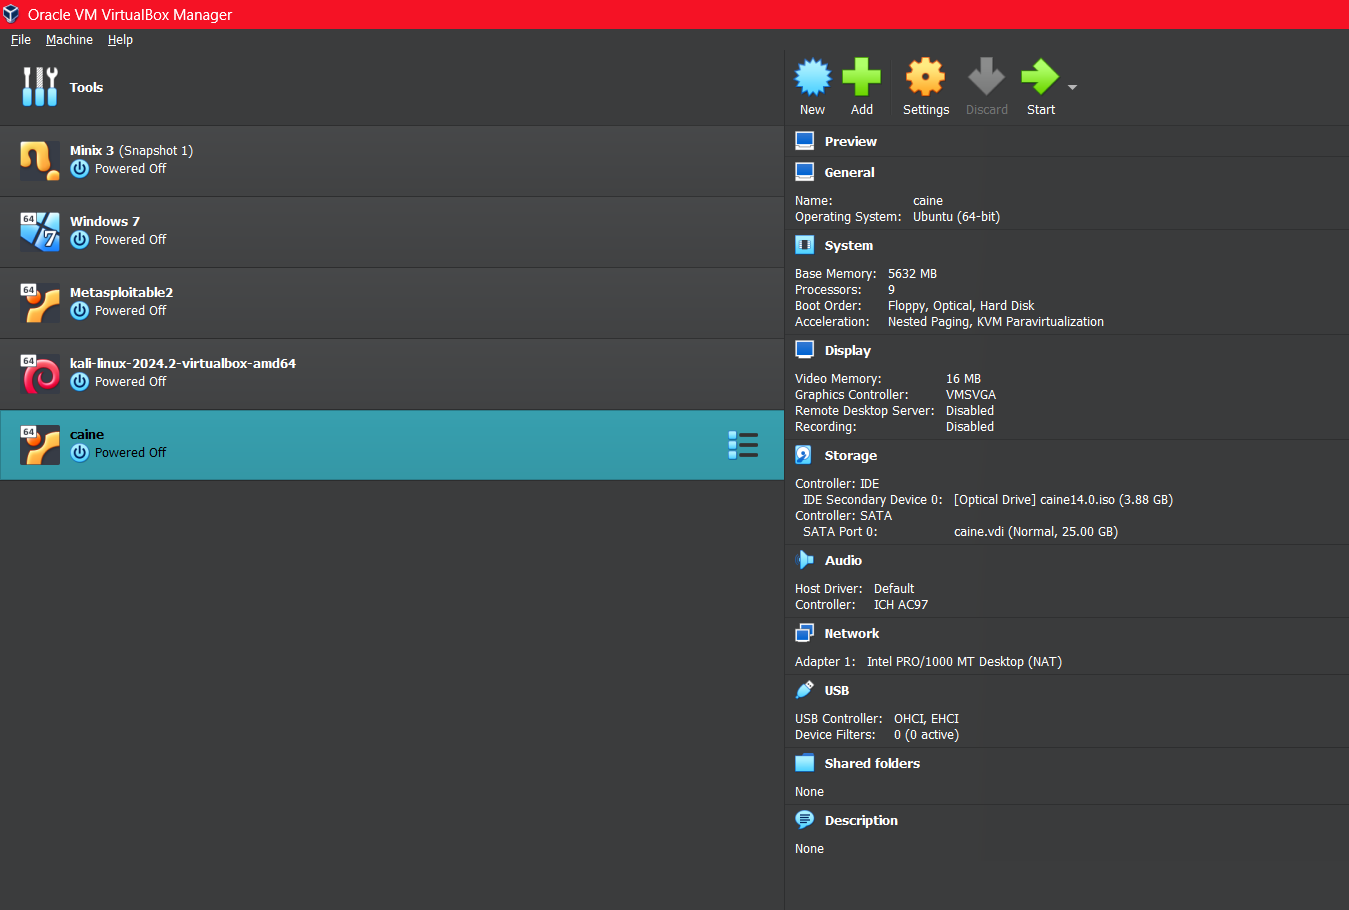 Oracle VM VirtualBox Manager
File Machine Help
Tools
Minix 3 (Snapshot 1)
Powered Off
64
Windows 7
7
Powered Off
64
Metasploitable2
Powered Off
64
kali-linux-2024.2-virtualbox-amd64
Powered Off
64
caine
Powered Off
New Add Settings Discard Start
Preview
General
Name: caine
Operating System: Ubuntu (64-bit)
System
Base Memory: 5632 MB
Processors: 9
Boot Order: Floppy, Optical, Hard Disk
Acceleration: Nested Paging, KVM Paravirtualization
Display
Video Memory: 16 MB
Graphics Controller: VMSVGA
Remote Desktop Server: Disabled
Recording: Disabled
Storage
Controller: IDE
IDE Secondary Device 0: [Optical Drive] caine14.0.iso (3.88 GB)
Controller: SATA
SATA Port 0: caine.vdi (Normal, 25.00 GB)
Audio
Host Driver: Default
Controller: ICH AC97
Network
Adapter 1: Intel PRO/1000 MT Desktop (NAT)
USB
USB Controller: OHCI, EHCI
Device Filters: 0 (0 active)
Shared folders
None
Description
None